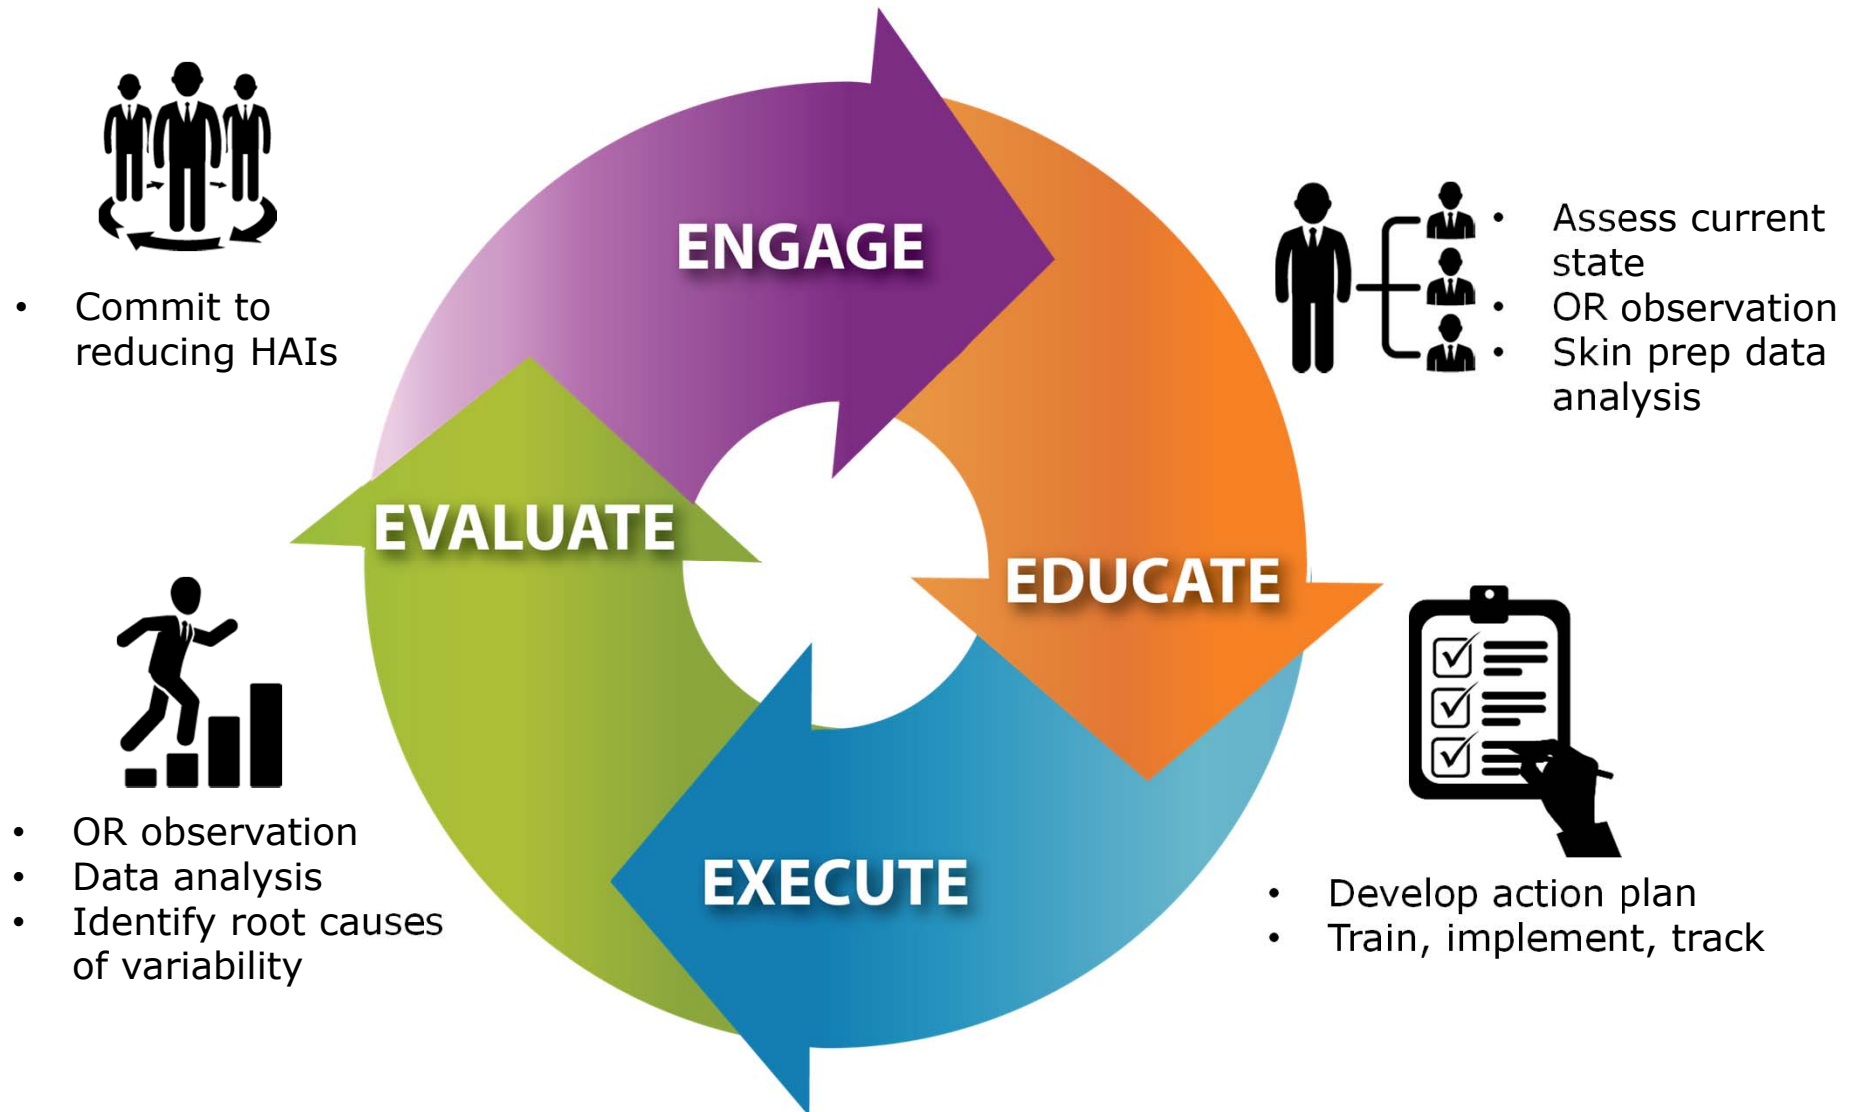 ENGAGE
EDUCATE
EXECUTE
EVALUATE
• Commit to
reducing HAIs
• Assess current
state
• OR observation
• Skin prep data
analysis
• Develop action plan
• Train, implement, track
• OR observation
• Data analysis
• Identify root causes
of variability